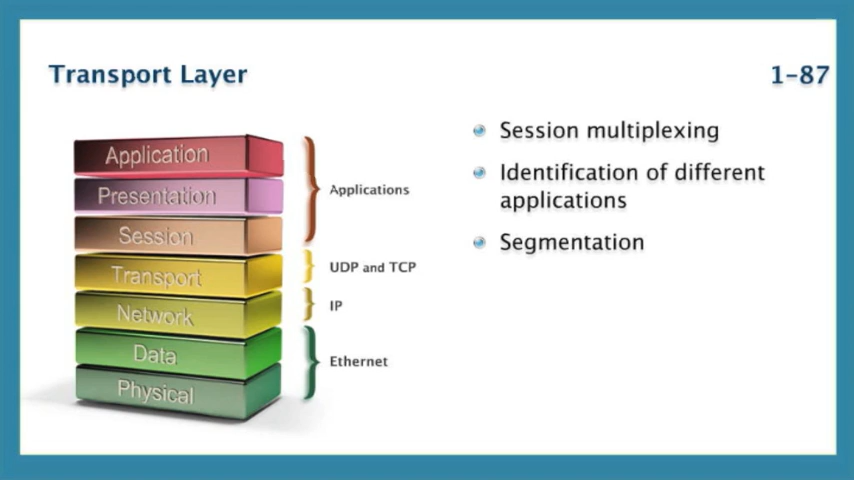 Transport Layer
1-87
Application
Presentation
Session
Transport
Network
Data
Physical
Applications
UDP and TCP
IP
Ethernet
Session multiplexing
Identification of different
applications
Segmentation